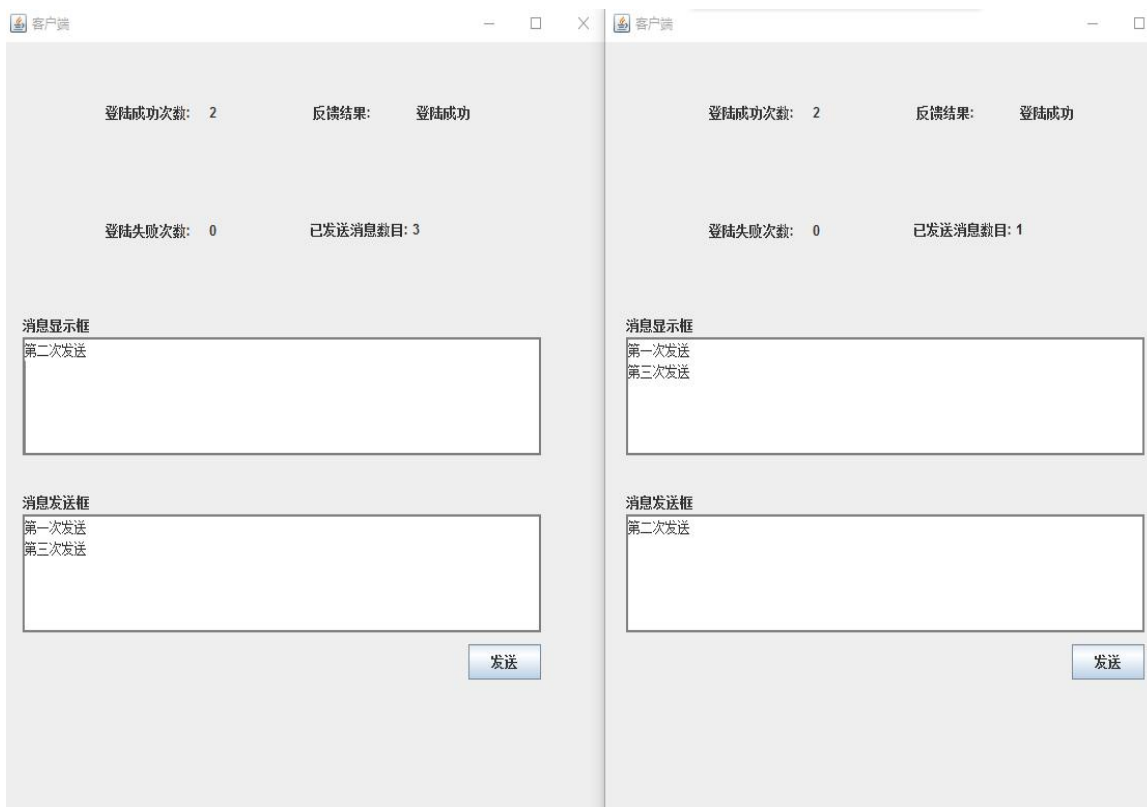 客户端
登陆成功次数: 2 反馈结果: 登陆成功
登陆失败次数: 0 已发送消息数目: 3
消息显示框
第二次发送
消息发送框
第一次发送
第三次发送
发送
客户端
登陆成功次数: 2 反馈结果: 登陆成功
登陆失败次数: 0 已发送消息数目: 1
消息显示框
第一次发送
第三次发送
消息发送框
第二次发送
发送